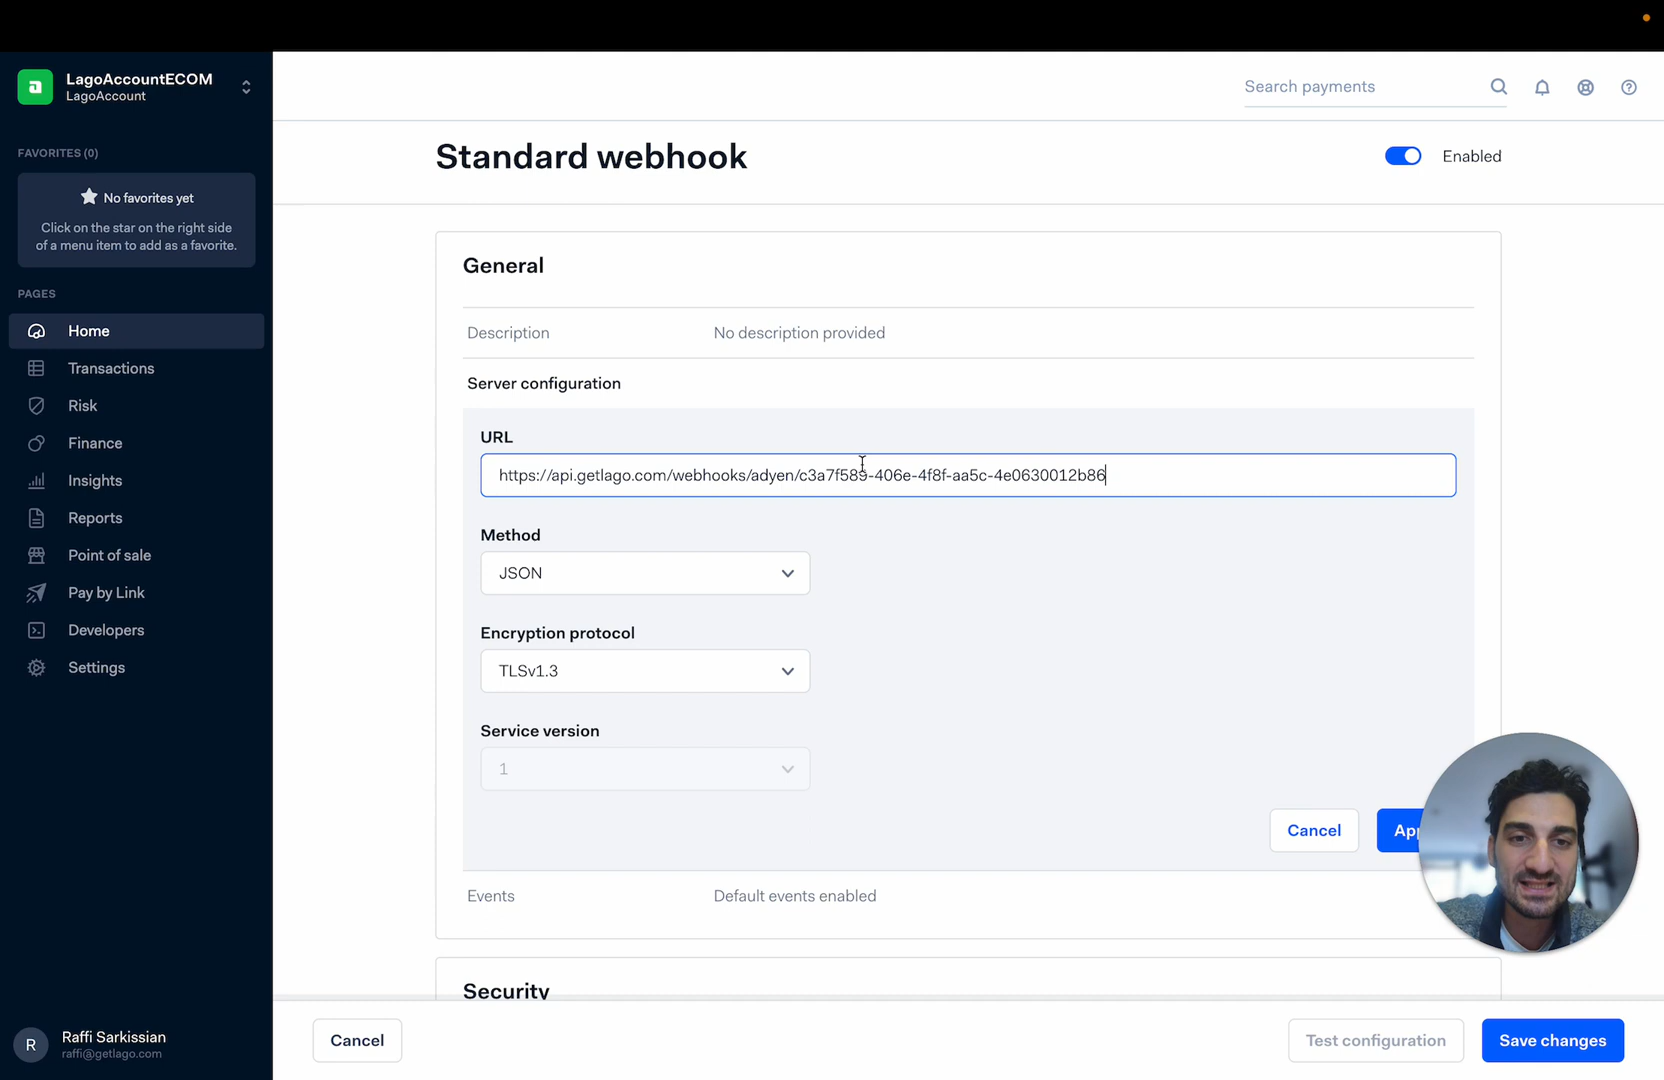 LagoAccountECOM
LagoAccount
FAVORITES (0)
No favorites yet
Click on the star on the right side
of a menu item to add as a favorite.
PAGES
Home
Transactions
Risk
Finance
Insights
Reports
Point of sale
Pay by Link
Developers
Settings
R
Raffi Sarkissian
raffi@getlago.com
Search payments
Standard webhook
Enabled
General
Description
No description provided
Server configuration
URL
https://api.getlago.com/webhooks/adyen/c3a7f589-406e-4f8f-aa5c-4e0630012b86
Method
JSON
Encryption protocol
TLSv1.3
Service version
1
Cancel
App
Events
Default events enabled
Security
Cancel
Test configuration
Save changes